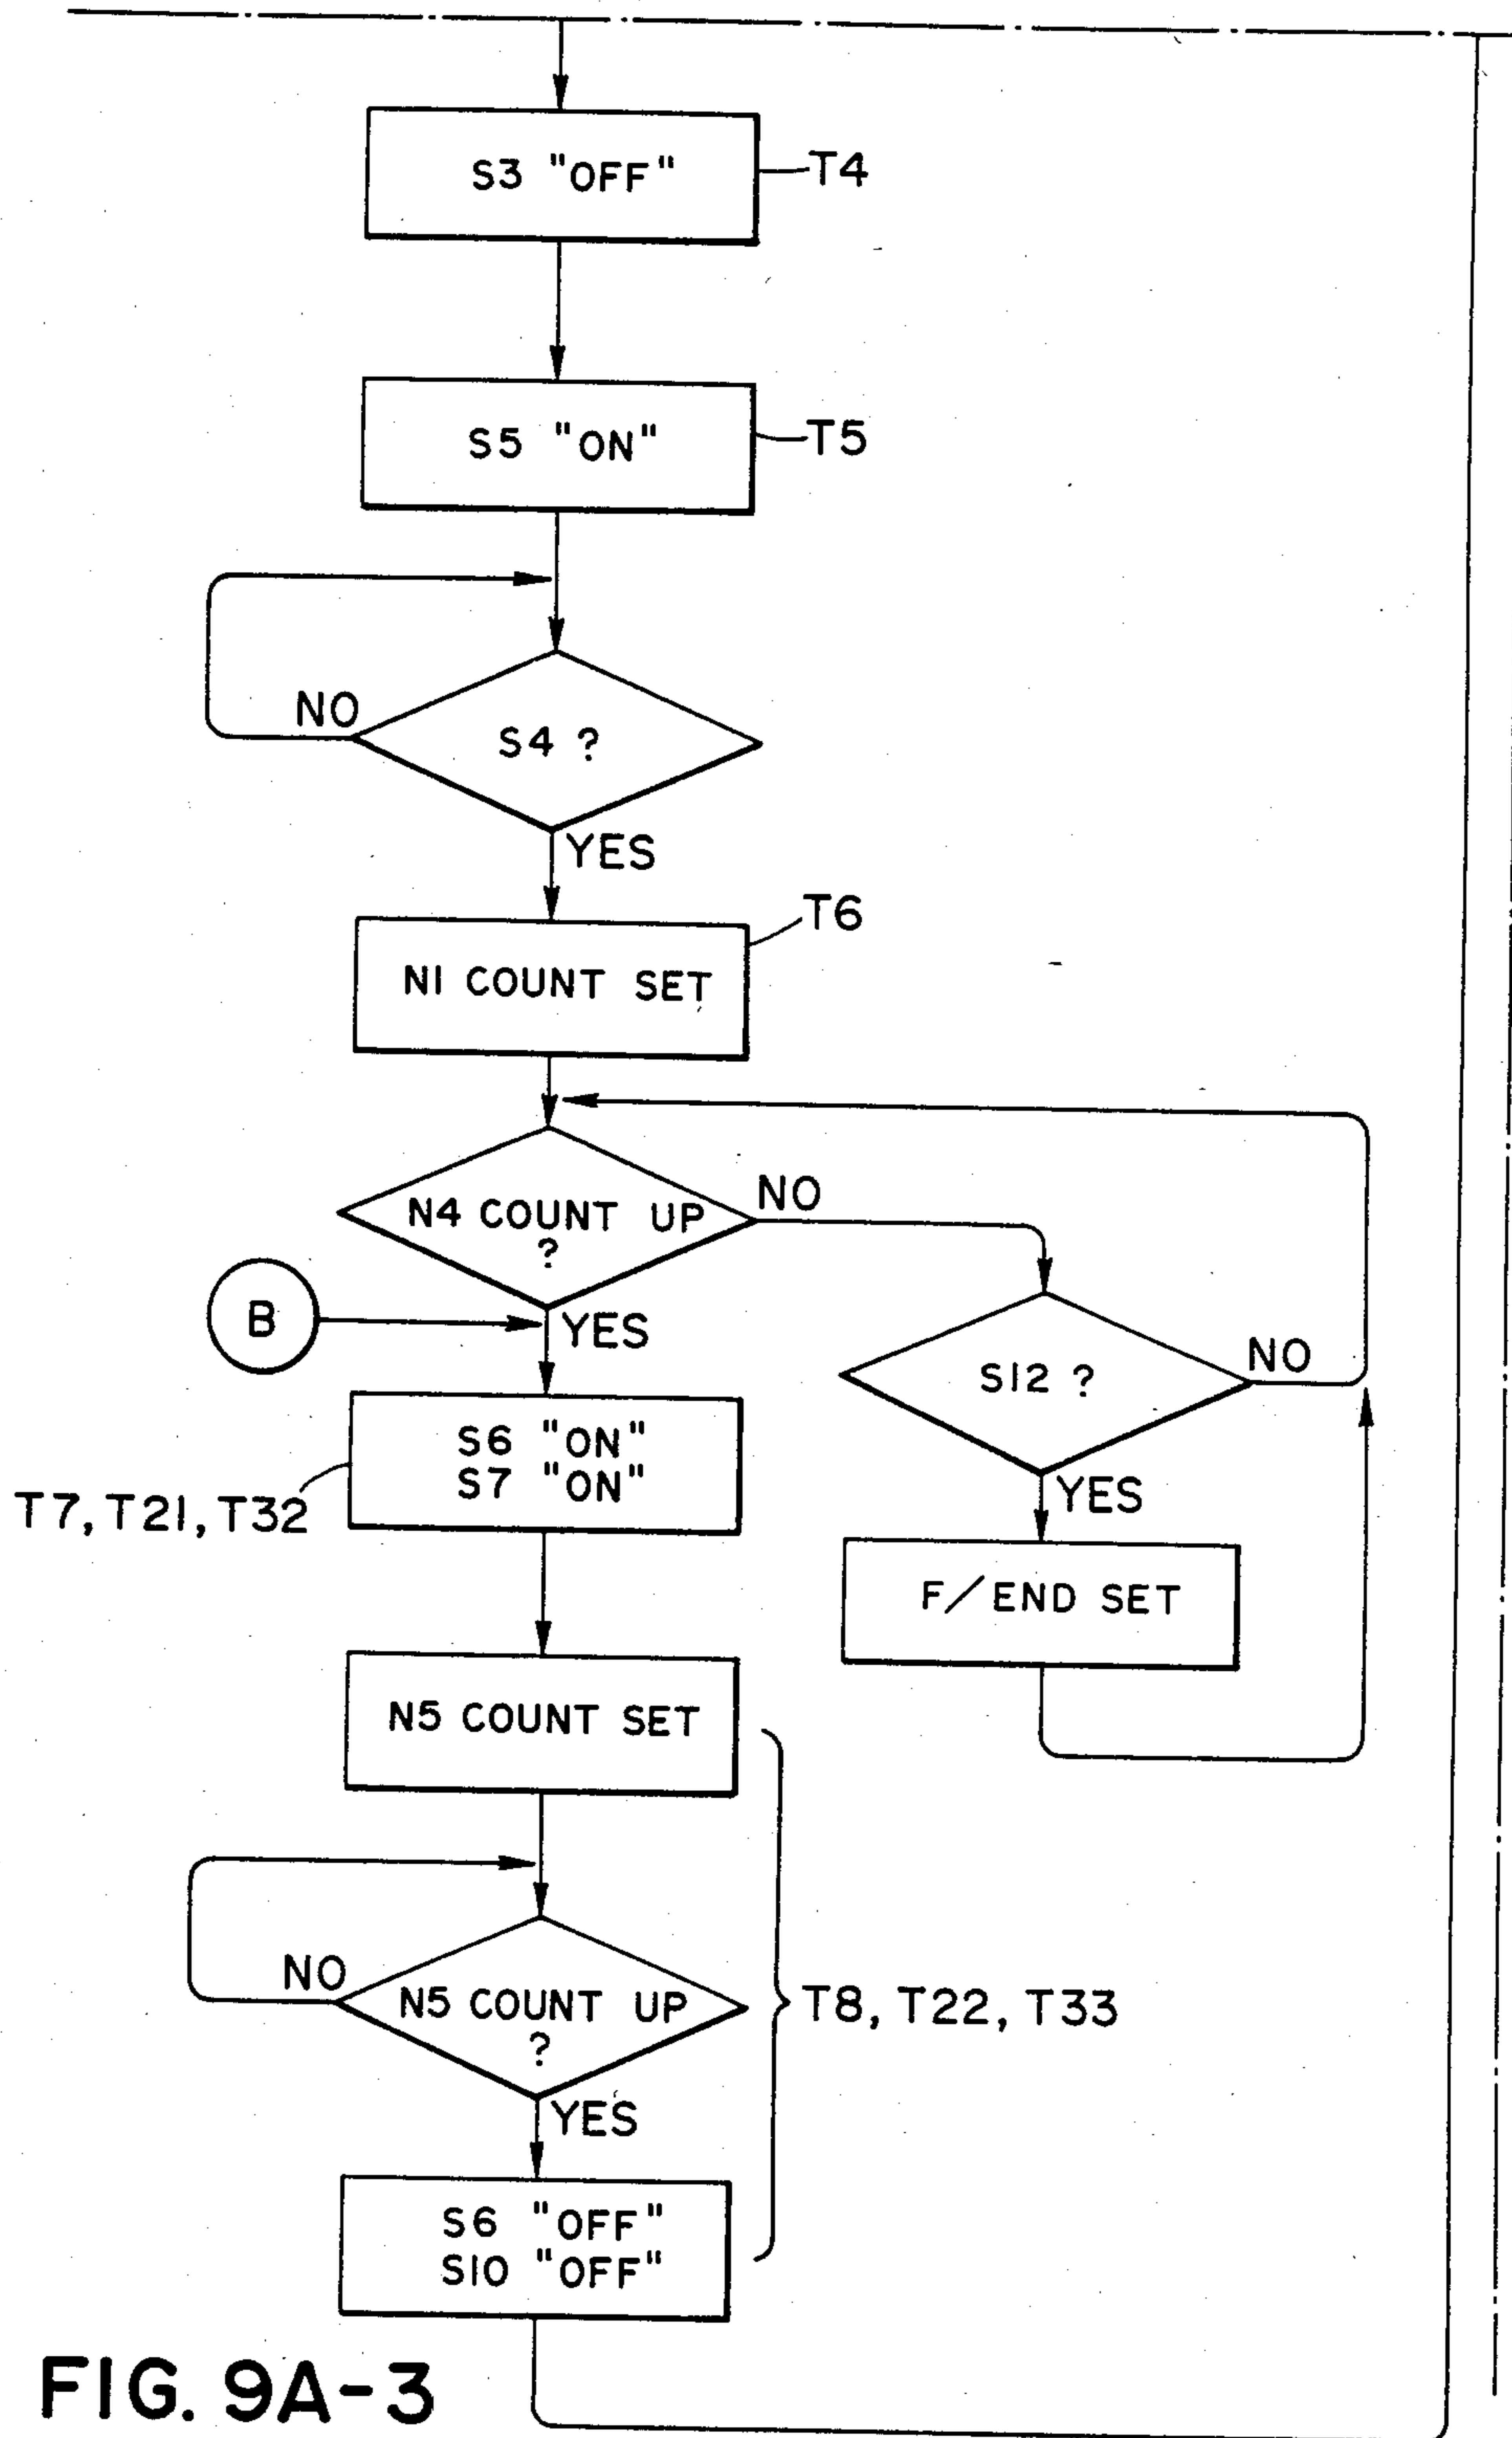 S3 "OFF"
T4
S5 "ON"
T5
NO
S4 ?
YES
T6
N1 COUNT SET
N4 COUNT UP
?
NO
B
YES
S12 ?
NO
S6 "ON"
S7 "ON"
T7, T21, T32
YES
F/END SET
N5 COUNT SET
NO
N5 COUNT UP
?
T8, T22, T33
YES
S6 "OFF"
S10 "OFF"
FIG. 9A-3